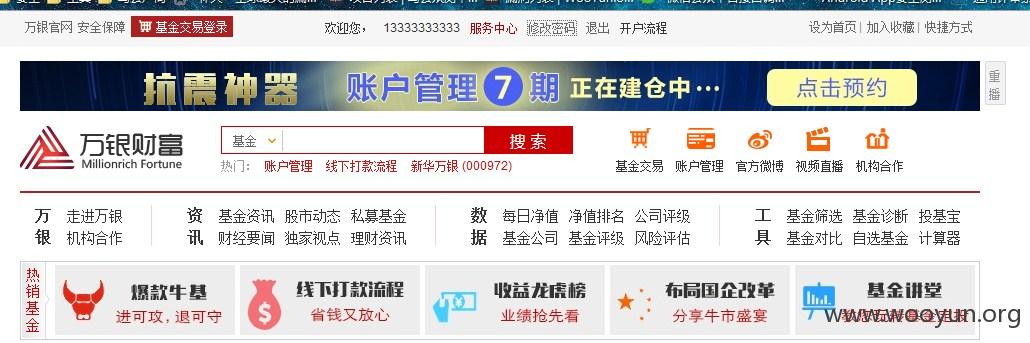 万银官网 安全保障 基金交易登录 欢迎您， 13333333333 服务中心 修改密码 退出 开户流程 设为首页 | 加入收藏 | 快捷方式
抗震神器 账户管理7期 正在建仓中··· 点击预约 重播
万银财富 Millionrich Fortune
基金 搜索
热门： 账户管理 线下打款流程 新华万银 (000972)
基金交易 账户管理 官方微博 视频直播 机构合作
万银 走进万银 机构合作
资讯 基金资讯 股市动态 私募基金 财经要闻 独家视点 理财资讯
数据 每日净值 净值排名 公司评级 基金公司 基金评级 风险评估
工具 基金筛选 基金诊断 投基宝 基金对比 自选基金 计算器
热销基金
爆款牛基
进可攻，退可守
线下打款流程
省钱又放心
收益龙虎榜
业绩抢先看
布局国企改革
分享牛市盛宴
基金讲堂
www.wooyun.org